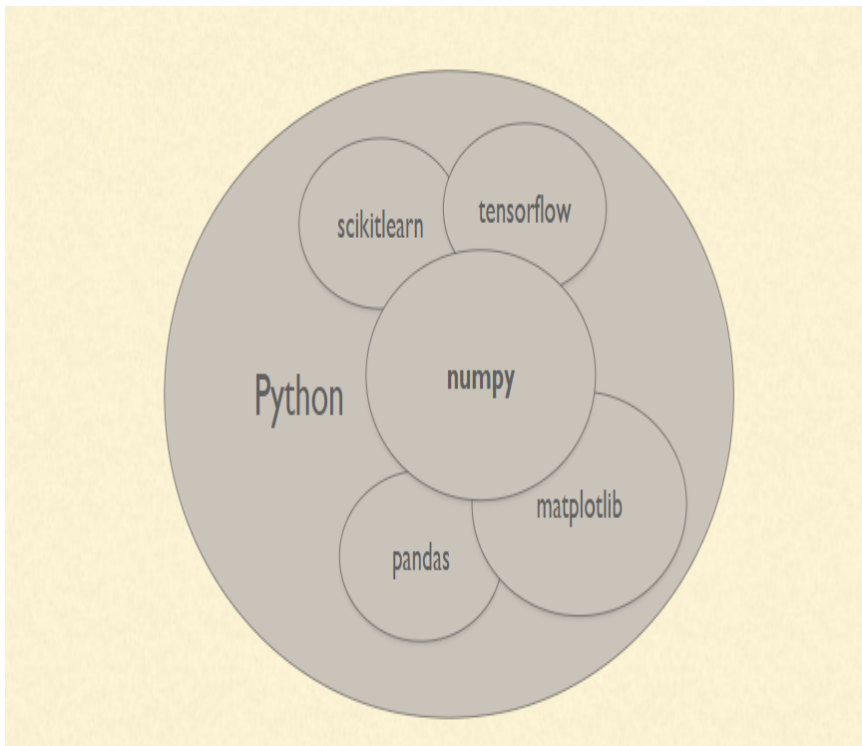 scikitlearn
tensorflow
numpy
Python
matplotlib
pandas